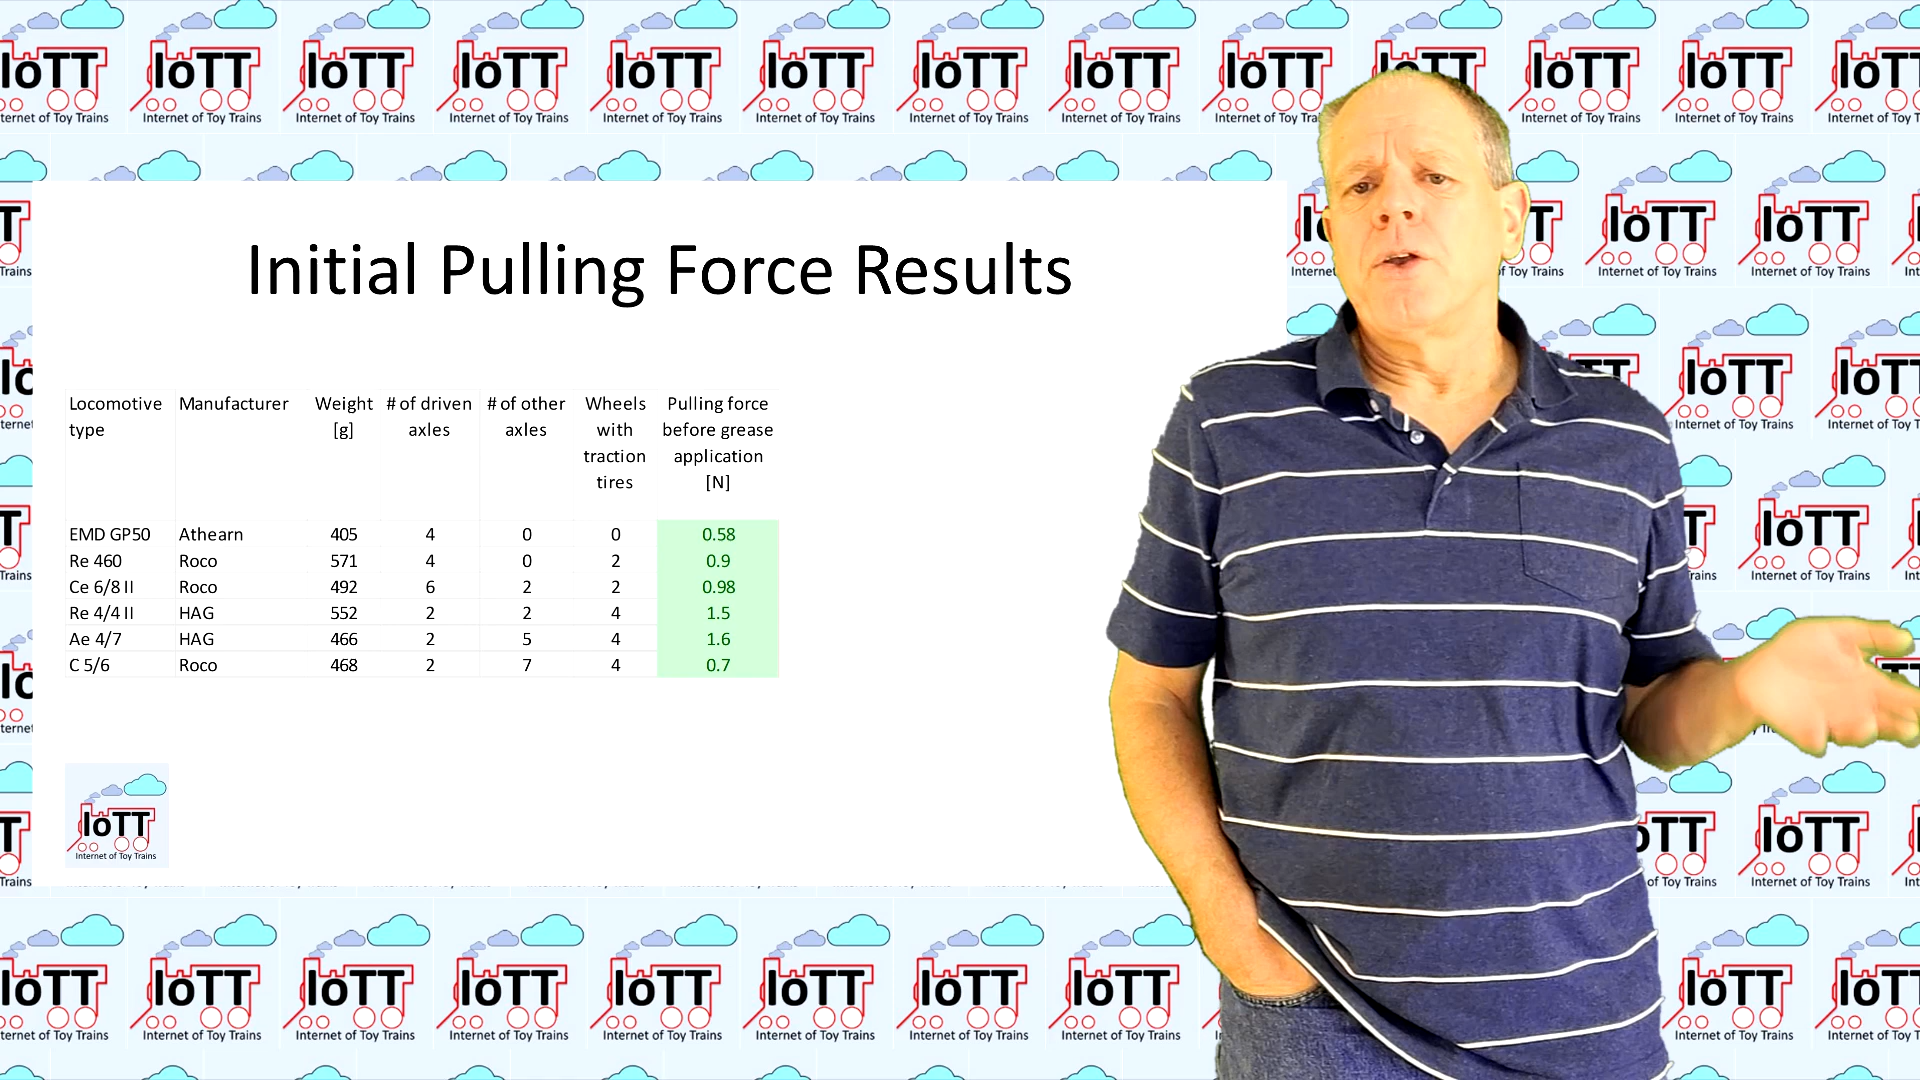 Initial Pulling Force Results
Locomotive type Manufacturer Weight [g] # of driven axles # of other axles Wheels with traction tires Pulling force before grease application [N]
EMD GP50 Athearn 405 4 0 0 0.58
Re 460 Roco 571 4 0 2 0.9
Ce 6/8 II Roco 492 6 2 2 0.98
Re 4/4 II HAG 552 2 2 4 1.5
Ae 4/7 HAG 466 2 5 4 1.6
C 5/6 Roco 468 2 7 4 0.7
IoTT
Internet of Toy Trains